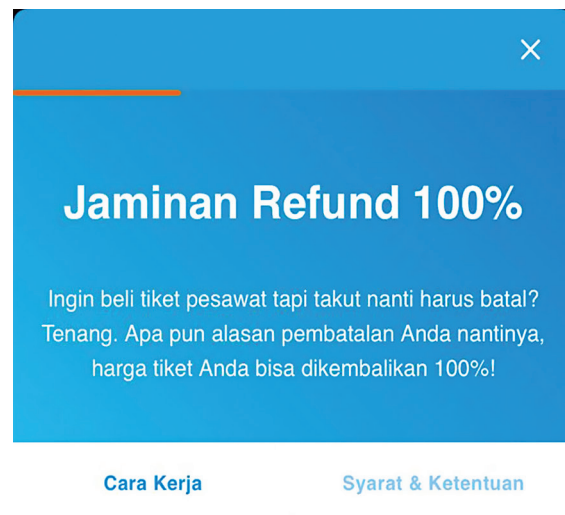 Jaminan Refund 100%
Ingin beli tiket pesawat tapi takut nanti harus batal?
Tenang. Apa pun alasan pembatalan Anda nantinya,
harga tiket Anda bisa dikembalikan 100%!
Cara Kerja
Syarat & Ketentuan